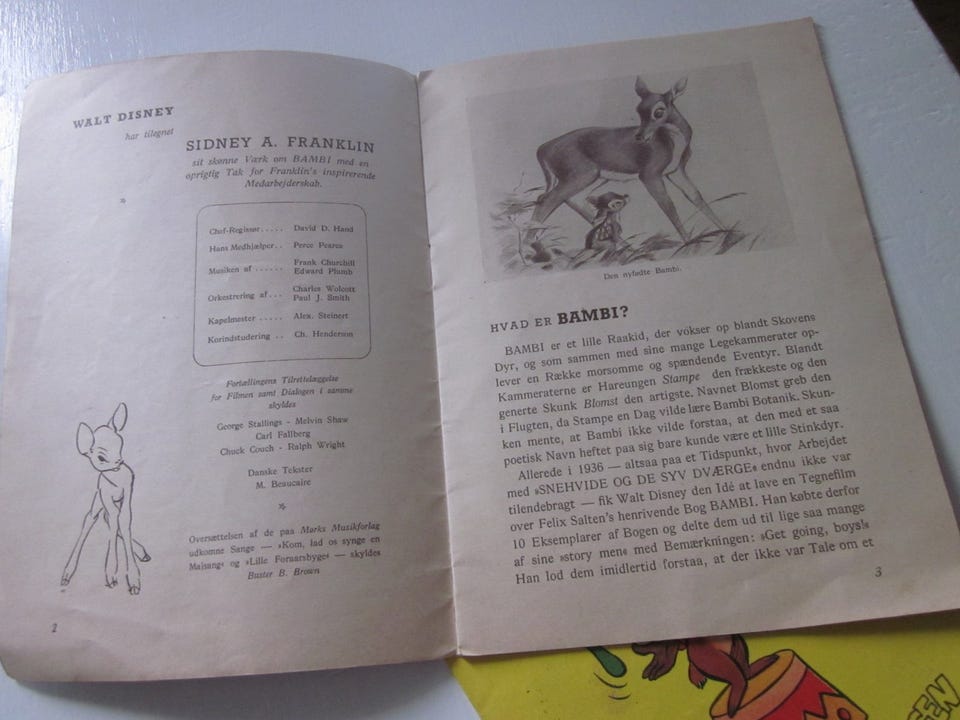 WALT DISNEY
har tilegnet
SIDNEY A. FRANKLIN
sit skønne Værk om BAMBI med en
oprigtig Tak for Franklin's inspirerende
Medarbejderskab.
Chef-Regissør..... David D. Hand
Hans Medhjælper.. Perce Pearce
Musiken af ...... Frank Churchill
Edward Plumb
Orkestrering af... Charles Wolcott
Paul J. Smith
Kapelmester ..... Alex. Steinert
Korindstudering .. Ch. Henderson
Fortællingens Tilrettelæggelse
for Filmen samt Dialogen i samme
skyldes
George Stallings - Melvin Shaw
Carl Fallberg
Chuck Couch - Ralph Wright
Danske Tekster
M. Beaucaire
Oversættelsen af de paa Mørks Musikforlag
udkomne Sange — »Kom, lad os synge en
Majsang« og »Lille Foraarsbyge« — skyldes
Buster B. Brown
2
Den nyfødte Bambi.
HVAD ER BAMBI?
BAMBI er et lille Raakid, der vokser op blandt Skovens
Dyr, og som sammen med sine mange Legekammerater op-
lever en Række morsomme og spændende Eventyr. Blandt
Kammeraterne er Hareungen Stampe den frækkeste og den
generte Skunk Blomst den artigste. Navnet Blomst greb den
i Flugten, da Stampe en Dag vilde lære Bambi Botanik. Skun-
ken mente, at Bambi ikke vilde forstaa, at den med et saa
poetisk Navn heftet paa sig bare kunde være et lille Stinkdyr.
Allerede i 1936 — altsaa paa et Tidspunkt, hvor Arbejdet
med »SNEHVIDE OG DE SYV DVÆRGE« endnu ikke var
tilendebragt — fik Walt Disney den Idé at lave en Tegnefilm
over Felix Salten's henrivende Bog BAMBI. Han købte derfor
10 Eksemplarer af Bogen og delte dem ud til lige saa mange
af sine »story men« med Bemærkningen: »Get going, boys!«
Han lod dem imidlertid forstaa, at der ikke var Tale om et
3